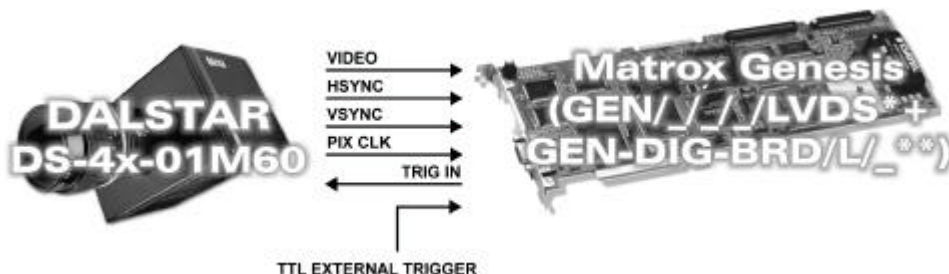 DALSTAR
DS-4x-01M60
VIDEO
HSYNC
VSYNC
PIX CLK
TRIG IN
TTL EXTERNAL TRIGGER
Matrox Genesis
(GEN/_/_/_/LVDS*+
GEN-DIG-BRD/L/_**)